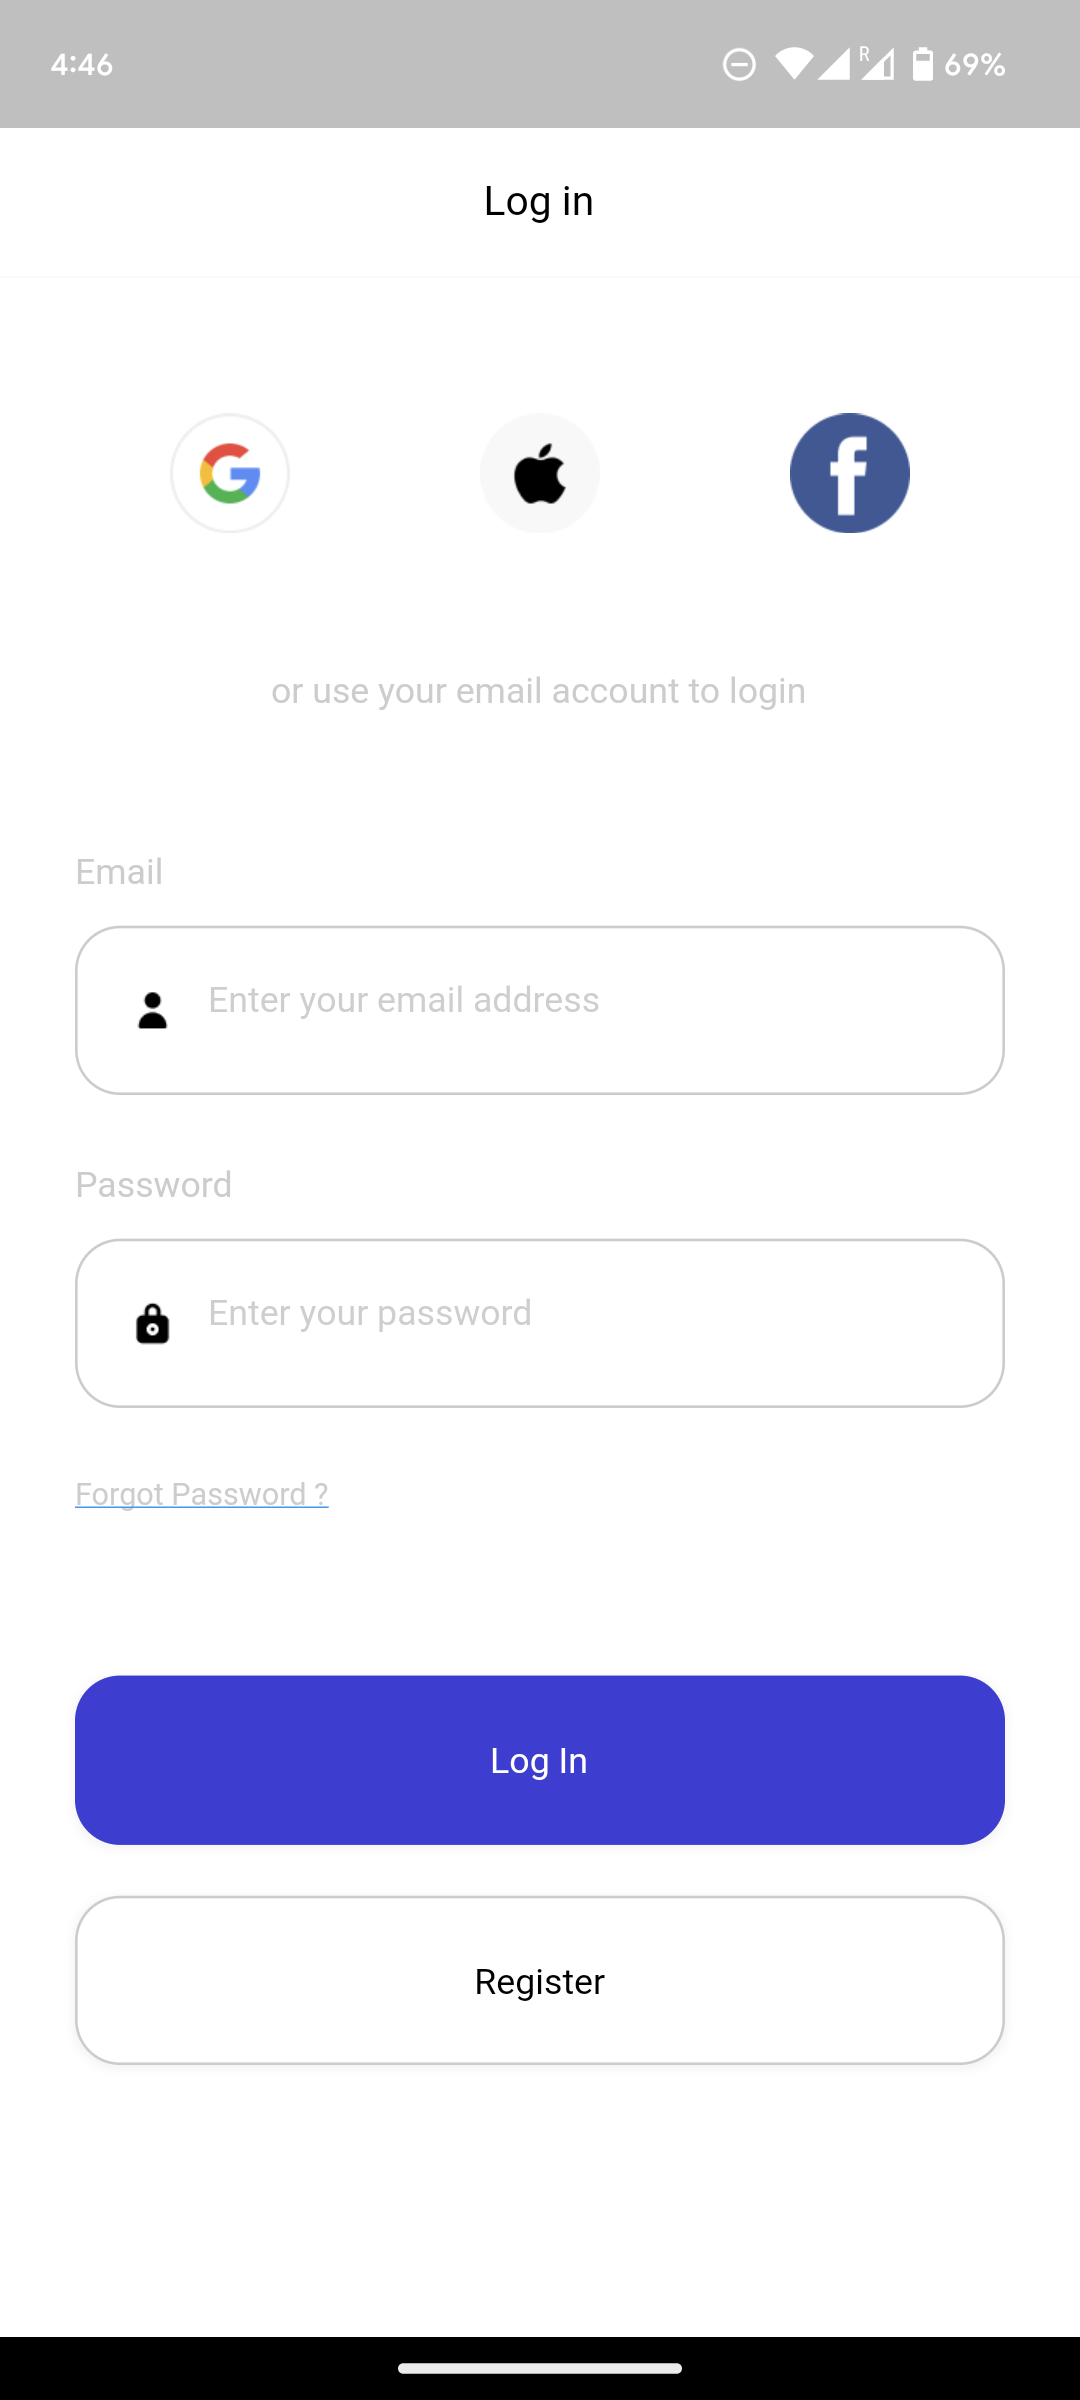 4:46
R
69%
Log in
or use your email account to login
Email
Enter your email address
Password
Enter your password
Forgot Password ?
Log In
Register